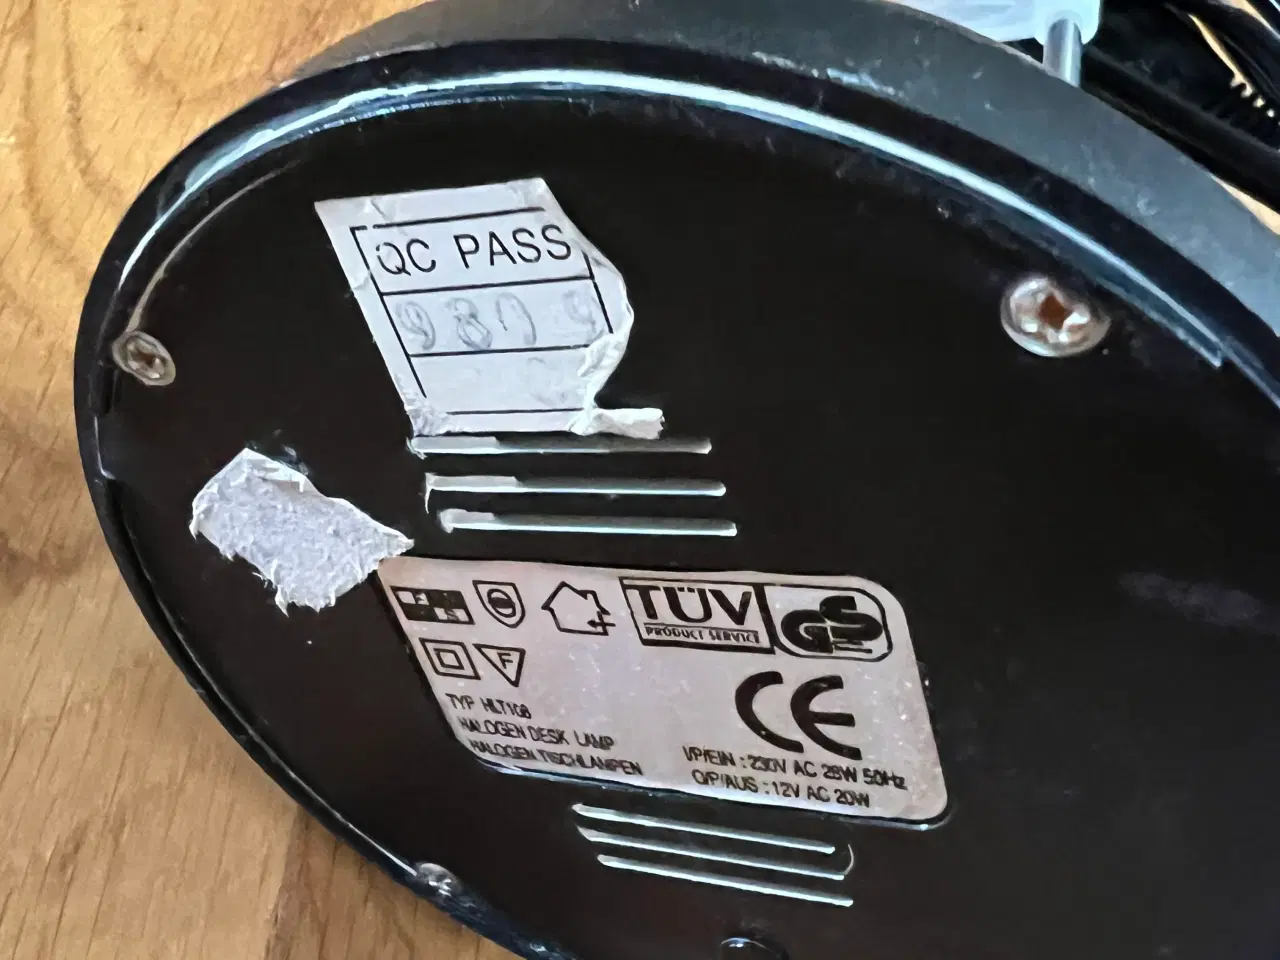 QC PASS
TÜV
PRODUCT SERVICE
GS
F
CE
TYP HLT108
HALOGEN DESK LAMP
HALOGEN TISCHLAMPEN
I/P/EIN : 230V AC 28W 50Hz
O/P/AUS : 12V AC 20W